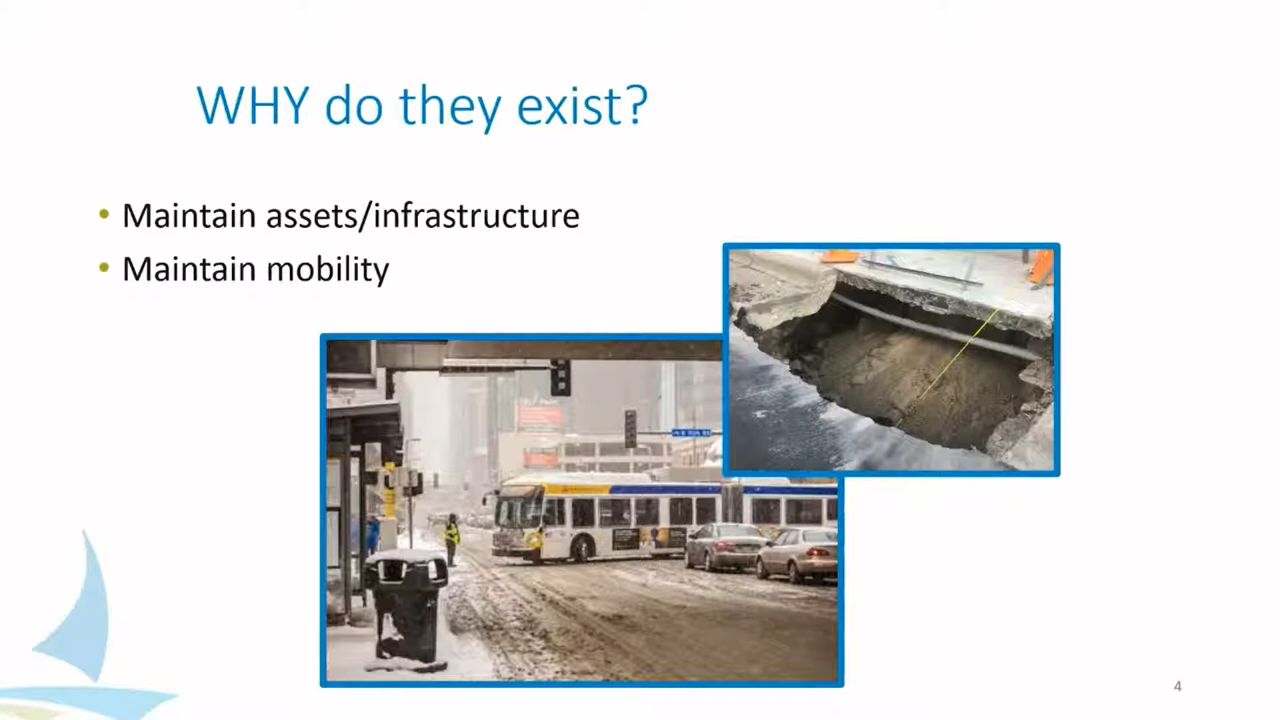 WHY do they exist?
• Maintain assets/infrastructure
• Maintain mobility
4